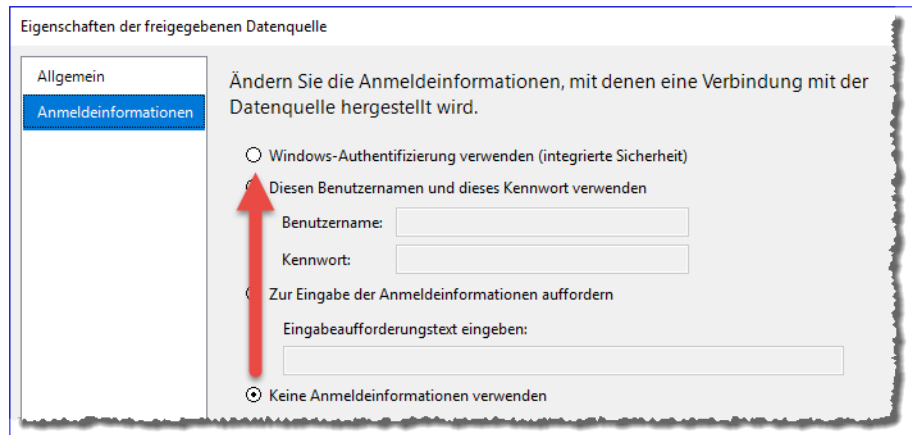 Eigenschaften der freigegebenen Datenquelle
Allgemein
Anmeldeinformationen
Ändern Sie die Anmeldeinformationen, mit denen eine Verbindung mit der
Datenquelle hergestellt wird.
Windows-Authentifizierung verwenden (integrierte Sicherheit)
Diesen Benutzernamen und dieses Kennwort verwenden
Benutzername:
Kennwort:
Zur Eingabe der Anmeldeinformationen auffordern
Eingabeaufforderungstext eingeben:
Keine Anmeldeinformationen verwenden